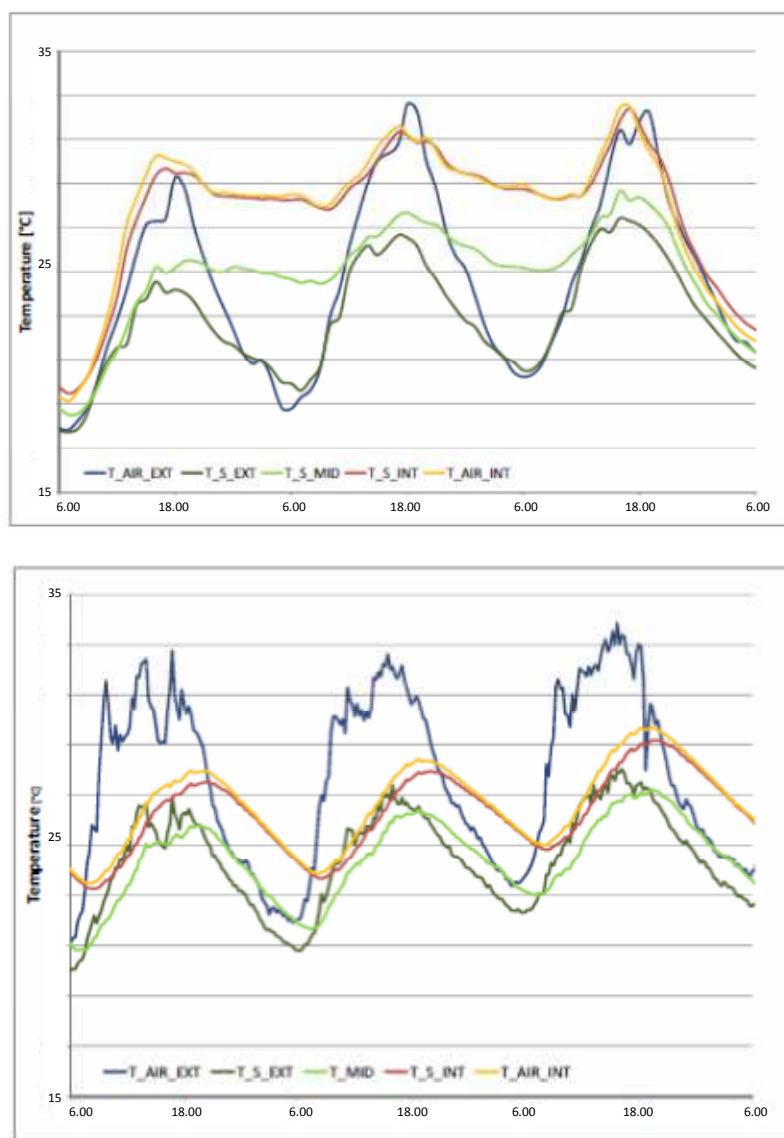 35
25
15
Temperature [°C]
T_AIR_EXT T_S_EXT T_S_MID T_S_INT T_AIR_INT
6.00 18.00 6.00 18.00 6.00 18.00 6.00
35
25
15
Temperature [°C]
T_AIR_EXT T_S_EXT T_MID T_S_INT T_AIR_INT
6.00 18.00 6.00 18.00 6.00 18.00 6.00